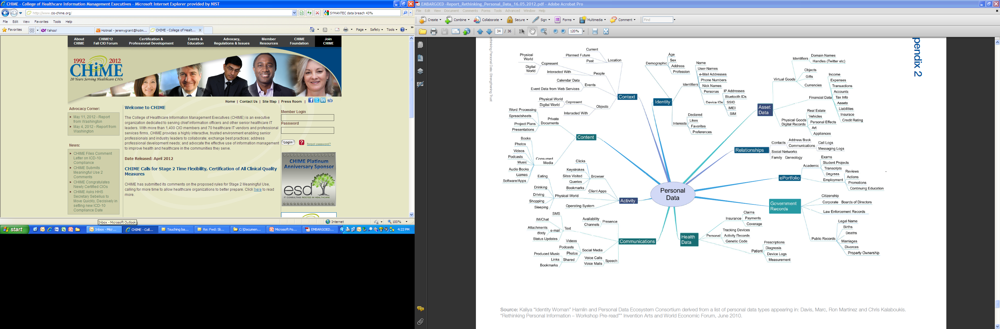 CHIME - College of Healthcare Information Management Executives - Microsoft Internet Explorer provided by NIST
http://www.cio-chime.org/
SYMANTEC data breach 43%
File Edit View Favorites Tools Help
Favorites
Yahoo!
Hotmail - jeremygrant@hotm...
CHIME - College of Healt...
Page Safety Tools
About CHIME
CHIME12 Fall CIO Forum
Certification & Professional Development
Events & Education
Advocacy, Regulations & Issues
Member Resources
CHIME Foundation
Join CHIME
1992 2012
CHiME
20 Years Serving Healthcare CIOs
Home | Contact Us | Site Map | Press Room |
Advocacy Corner:
May 11, 2012 - Report
from Washington
May 4, 2012 - Report from
Washington
News:
CHIME Files Comment
Letter on ICD-10
Compliance
CHIME Submits
Meaningful Use 2
Comments
CHIME Congratulates
Newly Certified CIOs
CHIME Asks HHS
Secretary Sebelius to
Move Quickly, Decisively in
setting new ICD-10
Compliance Date
Welcome to CHIME
The College of Healthcare Information Management Executives (CHIME) is an executive
organization dedicated to serving chief information officers and other senior healthcare IT
leaders. With more than 1,400 CIO members and 70 healthcare IT vendors and professional
services firms, CHIME provides a highly interactive, trusted environment enabling senior
professionals and industry leaders to collaborate; exchange best practices; address
professional development needs; and advocate the effective use of information management
to improve health and healthcare in the communities they serve.
Date Released: April 2012
CHIME Calls for Stage 2 Time Flexibility, Certification of All Clinical Quality
Measures
CHIME has submitted its comments on the proposed rules for Stage 2 Meaningful Use,
calling for more time to allow healthcare organizations to better prepare. Click here to read
more.
Member Login
Password
Login
?
forgot password?
CHIME Platinum
Anniversary Sponsor
esd
IT CONSULTING ROOTED IN HEALTHCARE
Inbox - Microsoft Outlook
Internet
100%
start
Inbox - Micr...
CHIME - Coll...
Touching ba...
Re: Fwd: Sli...
C:\Documen...
Microsoft Po...
EMBARGOED...
4:22 PM
EMBARGOED -Report_Rethinking_Personal_Data_16.05.2012.pdf - Adobe Acrobat Pro
File Edit View Document Comments Forms Tools Advanced Window Help
Create Combine Collaborate Secure Sign Forms Multimedia Comment Find
34 / 36
120%
ethinking Personal Data: Strengthening Trust
pendix 2
Personal
Data
Context
Location
Current
Planned Future
Past
People
Copresent
Physical
World
Digital
World
Interacted With
Events
Calendar Data
Event Data from Web Services
Objects
Copresent
Physical World
Digital World
Interacted With
Content
Private
Documents
Word Processing
Spreadsheets
Project Plans
Presentations
Consumed
Media
Books
Photos
Videos
Podcasts
Music
Audio Books
Games
Software/Apps
Activity
Browser
Clicks
Keystrokes
Sites Visited
Queries
Bookmarks
Client Apps
Physical World
Eating
Drinking
Driving
Shopping
Sleeping
Operating System
Communications
Presence
Availability
Channels
Text
SMS
IM/Chat
e-mail
Attachments
Body
Status Updates
Social Media
Videos
Podcasts
Photos
Shared
Produced Music
Links
Bookmarks
Speech
Voice Calls
Voice Mails
Identity
Demographic
Age
Sex
Address
Profession
Identifiers
Name
User-Names
e-Mail Addresses
Phone Numbers
Nick Names
Personas
Device IDs
IP Addresses
Bluetooth IDs
SSID
IMEI
SIM
Interests
Declared
Likes
Favorites
Preferences
Asset
Data
Virtual Goods
Identifiers
Domain Names
Handles (Twitter etc)
Objects
Gifts
Currencies
Financial Data
Income
Expenses
Transactions
Accounts
Tax Info
Assets
Liabilities
Insurace
Credit Rating
Physical Goods
Digital Records
Real Estate
Vehicles
Personal Effects
Art
Appliances
Relationships
Contacts
Address Book
Communications
Call Logs
Messaging Logs
Social Networks
Family Geneology
ePortfolio
Academic
Exams
Student Projects
Transcripts
Degrees
Employment
Reviews
Actions
Promotions
Continuing Education
Government
Records
Citizenship
Corporate Boards of Directors
Law Enforcement Records
Public Records
Legal Name
Births
Deaths
Marriages
Divorces
Property Ownership
Health
Data
Insurance
Claims
Payments
Coverage
Personal
Tracking Devices
Activity Records
Genetic Code
Patient
Prescriptions
Diagnosis
Device Logs
Measurement
Source: Kaliya “Identity Woman” Hamlin and Personal Data Ecosystem Consortium derived from a list of personal data types appearing in: Davis, Marc, Ron Martinez and Chris Kalaboukis.
“Rethinking Personal Information – Workshop Pre-read”” Invention Arts and World Economic Forum, June 2010.